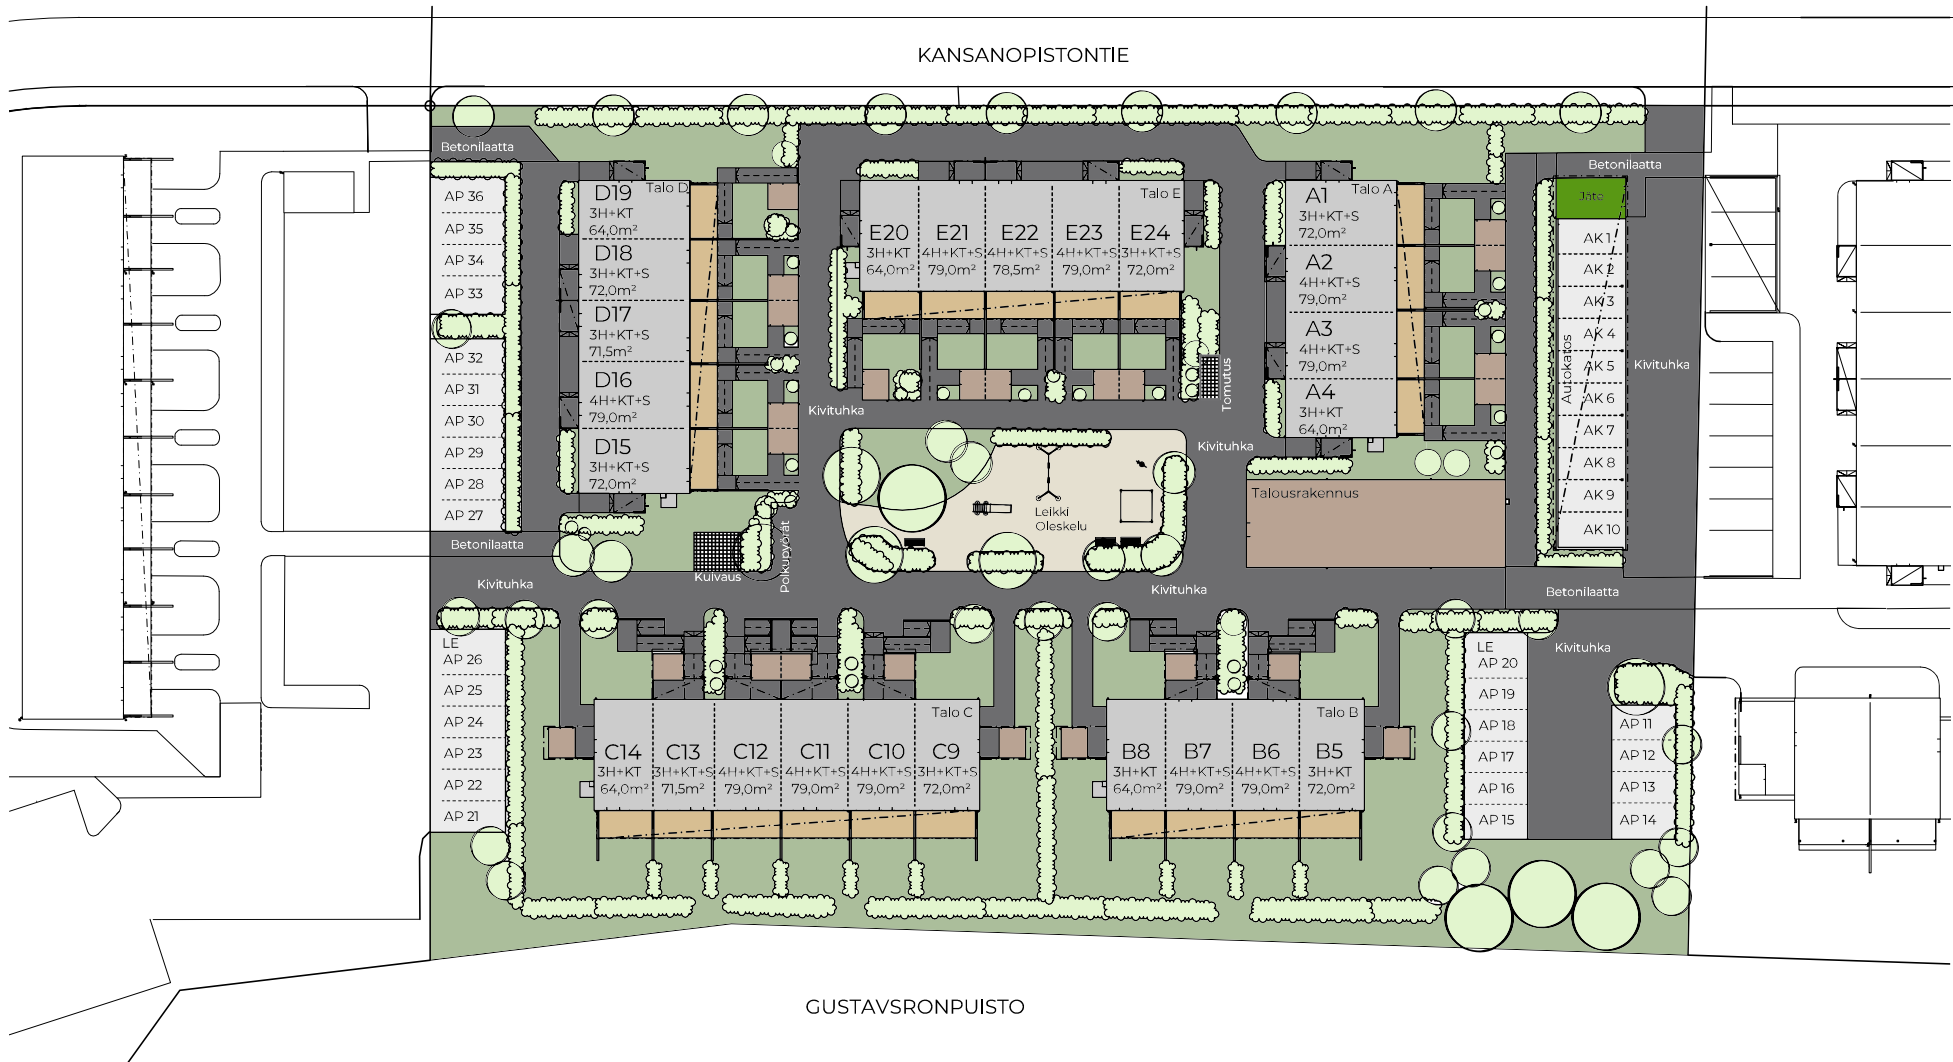 KANSANOPISTONTIE
Betonilaatta
AP 36
AP 35
AP 34
AP 33
AP 32
AP 31
AP 30
AP 29
AP 28
AP 27
Betonilaatta
Kivituhka
Talo D
D19
3H+KT
64,0m²
D18
3H+KT+S
72,0m²
D17
3H+KT+S
71,5m²
D16
4H+KT+S
79,0m²
D15
3H+KT+S
72,0m²
Kuivaus
Polkupyörät
Talo E
E20
3H+KT
64,0m²
E21
4H+KT+S
79,0m²
E22
4H+KT+S
78,5m²
E23
4H+KT+S
79,0m²
E24
3H+KT+S
72,0m²
Tomutus
Kivituhka
Kivituhka
Leikki
Oleskelu
Talo A
A1
3H+KT+S
72,0m²
A2
4H+KT+S
79,0m²
A3
4H+KT+S
79,0m²
A4
3H+KT
64,0m²
Talousrakennus
Betonilaatta
Jäte
AK 1
AK 2
AK 3
AK 4
AK 5
AK 6
AK 7
AK 8
AK 9
AK 10
Autokatos
Kivituhka
Kivituhka
Betonilaatta
Kivituhka
LE
AP 26
AP 25
AP 24
AP 23
AP 22
AP 21
Talo C
C14
3H+KT
64,0m²
C13
3H+KT+S
71,5m²
C12
4H+KT+S
79,0m²
C11
4H+KT+S
79,0m²
C10
4H+KT+S
79,0m²
C9
3H+KT+S
72,0m²
Talo B
B8
3H+KT
64,0m²
B7
4H+KT+S
79,0m²
B6
4H+KT+S
79,0m²
B5
3H+KT
72,0m²
LE
AP 20
AP 19
AP 18
AP 17
AP 16
AP 15
AP 11
AP 12
AP 13
AP 14
GUSTAVSRONPUISTO